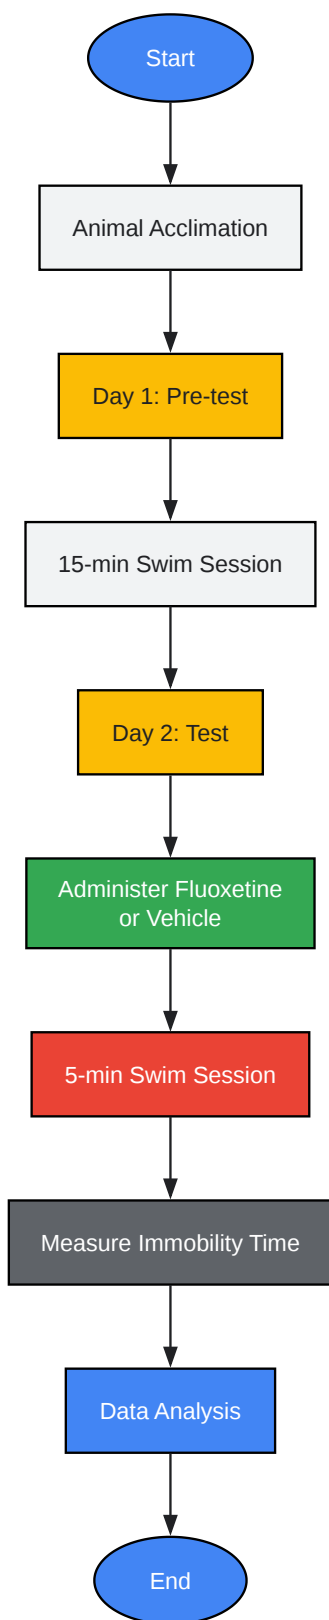 Start
Animal Acclimation
Day 1: Pre-test
15-min Swim Session
Day 2: Test
Administer Fluoxetine
or Vehicle
5-min Swim Session
Measure Immobility Time
Data Analysis
End